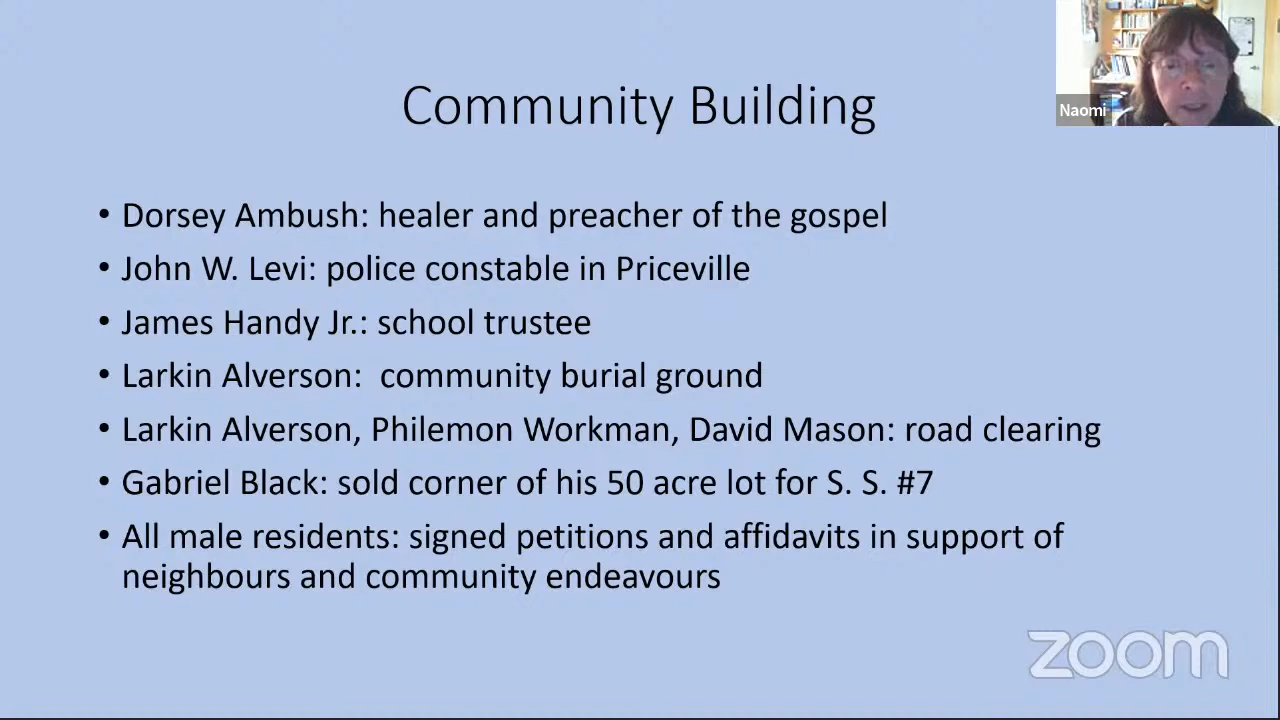 Community Building
Naomi
• Dorsey Ambush: healer and preacher of the gospel
• John W. Levi: police constable in Priceville
• James Handy Jr.: school trustee
• Larkin Alverson:  community burial ground
• Larkin Alverson, Philemon Workman, David Mason: road clearing
• Gabriel Black: sold corner of his 50 acre lot for S. S. #7
• All male residents: signed petitions and affidavits in support of
neighbours and community endeavours
zoom